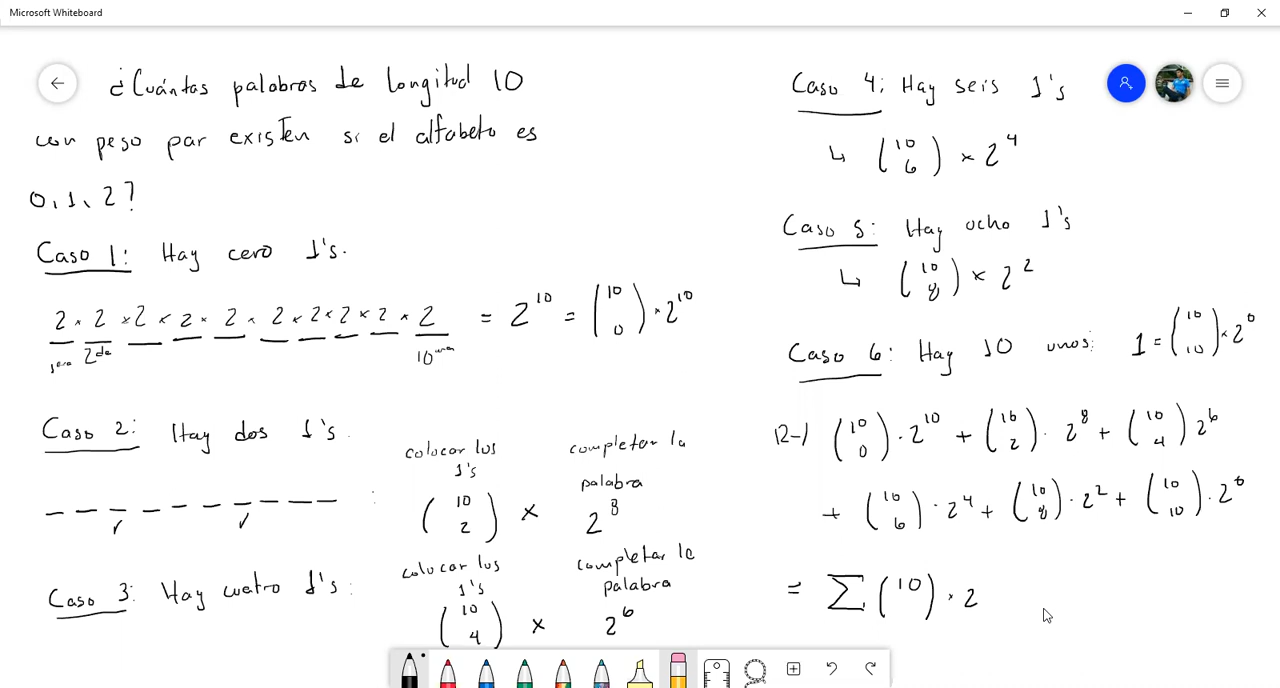 Microsoft Whiteboard
¿Cuántas palabras de longitud 10
con peso par existen si el alfabeto es
0, 1, 2?
Caso 1: Hay cero 1's.
2 × 2 × 2 × 2 × 2 × 2 × 2 × 2 × 2 × 2 = 2^10 = (10 0) × 2^10
1era 2da 10ma
Caso 2: Hay dos 1's.
colocar los 1's completar la palabra
: (10 2) × 2^8
Caso 3: Hay cuatro 1's:
colocar los 1's completar la palabra
(10 4) × 2^6
Caso 4: Hay seis 1's
↳ (10 6) × 2^4
Caso 5: Hay ocho 1's
↳ (10 8) × 2^2
Caso 6: Hay 10 unos: 1 = (10 10) × 2^0
R-/ (10 0) · 2^10 + (10 2) · 2^8 + (10 4) 2^6
+ (10 6) · 2^4 + (10 8) · 2^2 + (10 10) · 2^0
= ∑ (10 ) · 2